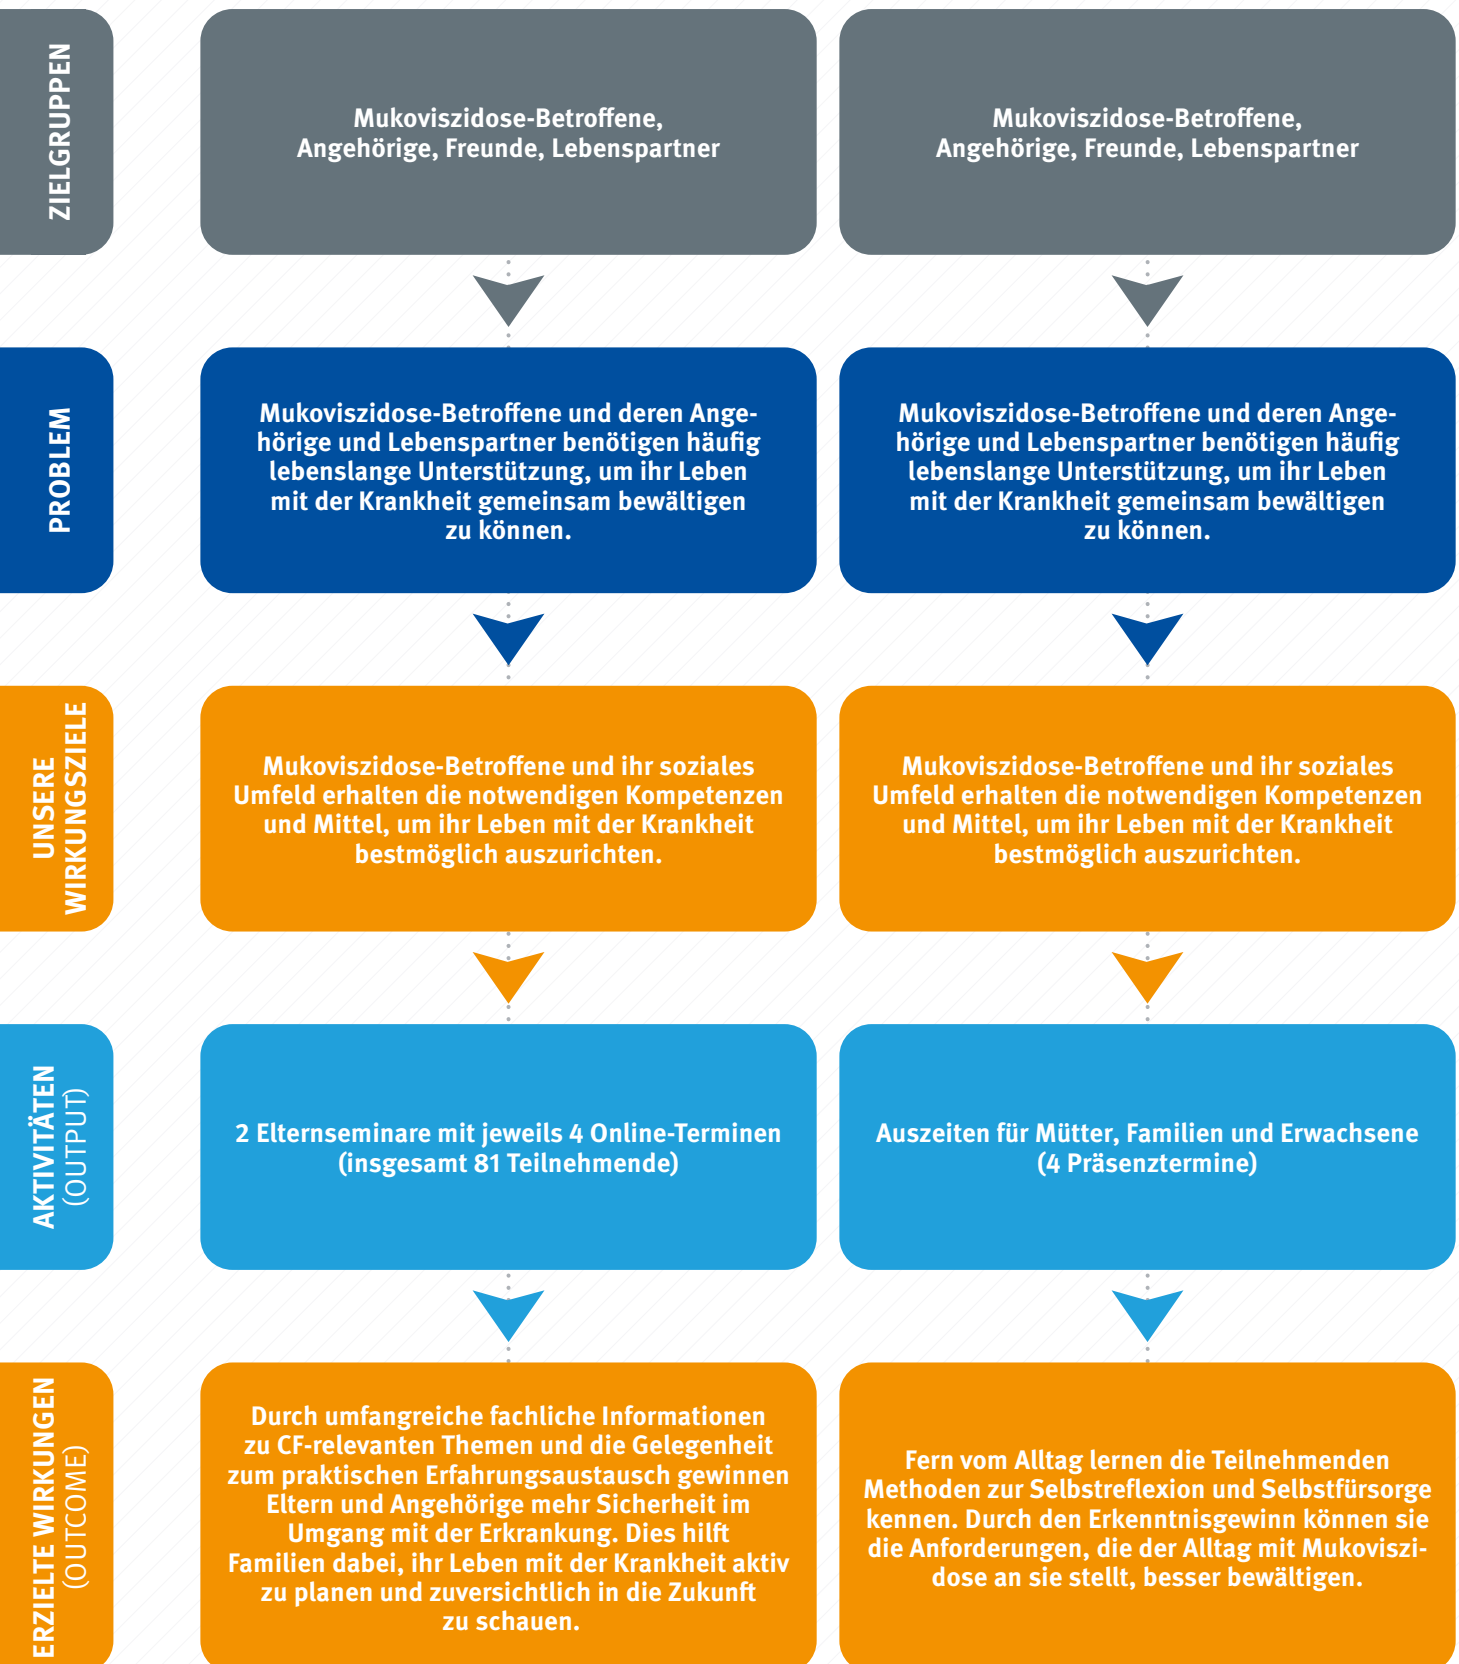 ZIELGRUPPEN
Mukoviszidose-Betroffene,
Angehörige, Freunde, Lebenspartner
Mukoviszidose-Betroffene,
Angehörige, Freunde, Lebenspartner
PROBLEM
Mukoviszidose-Betroffene und deren Ange-
hörige und Lebenspartner benötigen häufig
lebenslange Unterstützung, um ihr Leben
mit der Krankheit gemeinsam bewältigen
zu können.
Mukoviszidose-Betroffene und deren Ange-
hörige und Lebenspartner benötigen häufig
lebenslange Unterstützung, um ihr Leben
mit der Krankheit gemeinsam bewältigen
zu können.
UNSERE
WIRKUNGSZIELE
Mukoviszidose-Betroffene und ihr soziales
Umfeld erhalten die notwendigen Kompetenzen
und Mittel, um ihr Leben mit der Krankheit
bestmöglich auszurichten.
Mukoviszidose-Betroffene und ihr soziales
Umfeld erhalten die notwendigen Kompetenzen
und Mittel, um ihr Leben mit der Krankheit
bestmöglich auszurichten.
AKTIVITÄTEN
(OUTPUT)
2 Elternseminare mit jeweils 4 Online-Terminen
(insgesamt 81 Teilnehmende)
Auszeiten für Mütter, Familien und Erwachsene
(4 Präsenztermine)
ERZIELTE WIRKUNGEN
(OUTCOME)
Durch umfangreiche fachliche Informationen
zu CF-relevanten Themen und die Gelegenheit
zum praktischen Erfahrungsaustausch gewinnen
Eltern und Angehörige mehr Sicherheit im
Umgang mit der Erkrankung. Dies hilft
Familien dabei, ihr Leben mit der Krankheit aktiv
zu planen und zuversichtlich in die Zukunft
zu schauen.
Fern vom Alltag lernen die Teilnehmenden
Methoden zur Selbstreflexion und Selbstfürsorge
kennen. Durch den Erkenntnisgewinn können sie
die Anforderungen, die der Alltag mit Mukoviszi-
dose an sie stellt, besser bewältigen.